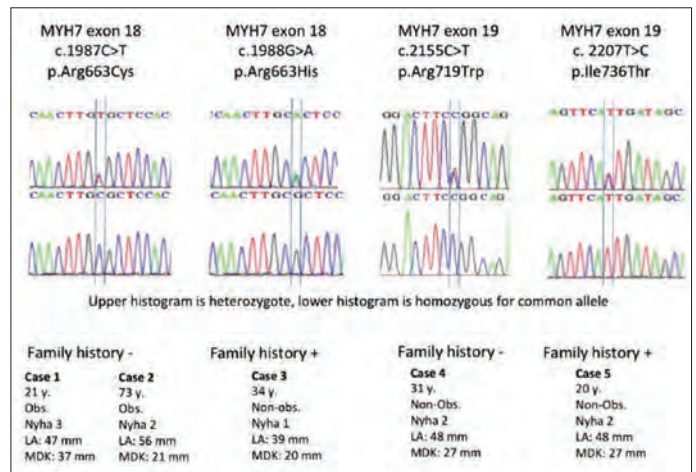 MYH7 exon 18
c.1987C>T
p.Arg663Cys
MYH7 exon 18
c.1988G>A
p.Arg663His
MYH7 exon 19
c.2155C>T
p.Arg719Trp
MYH7 exon 19
c. 2207T>C
p.Ile736Thr
CAACTTGTGCTCCAC
CAACTTGCACTCC
GGACTTCCGGCAG
AGTTCATTGATAGC
CAACTTGCGCTCCAC
CAACTTGCGCTCC
GGACTTCCGGCAG
AGTTCATTGATAGC
Upper histogram is heterozygote, lower histogram is homozygous for common allele
Family history -
Case 1
21 y.
Obs.
Nyha 3
LA: 47 mm
MDK: 37 mm
Case 2
73 y.
Obs.
Nyha 2
LA: 56 mm
MDK: 21 mm
Family history +
Case 3
34 y.
Non-obs.
Nyha 1
LA: 39 mm
MDK: 20 mm
Family history -
Case 4
31 y.
Non-Obs.
Nyha 2
LA: 48 mm
MDK: 27 mm
Family history +
Case 5
20 y.
Non-Obs.
Nyha 2
LA: 48 mm
MDK: 27 mm